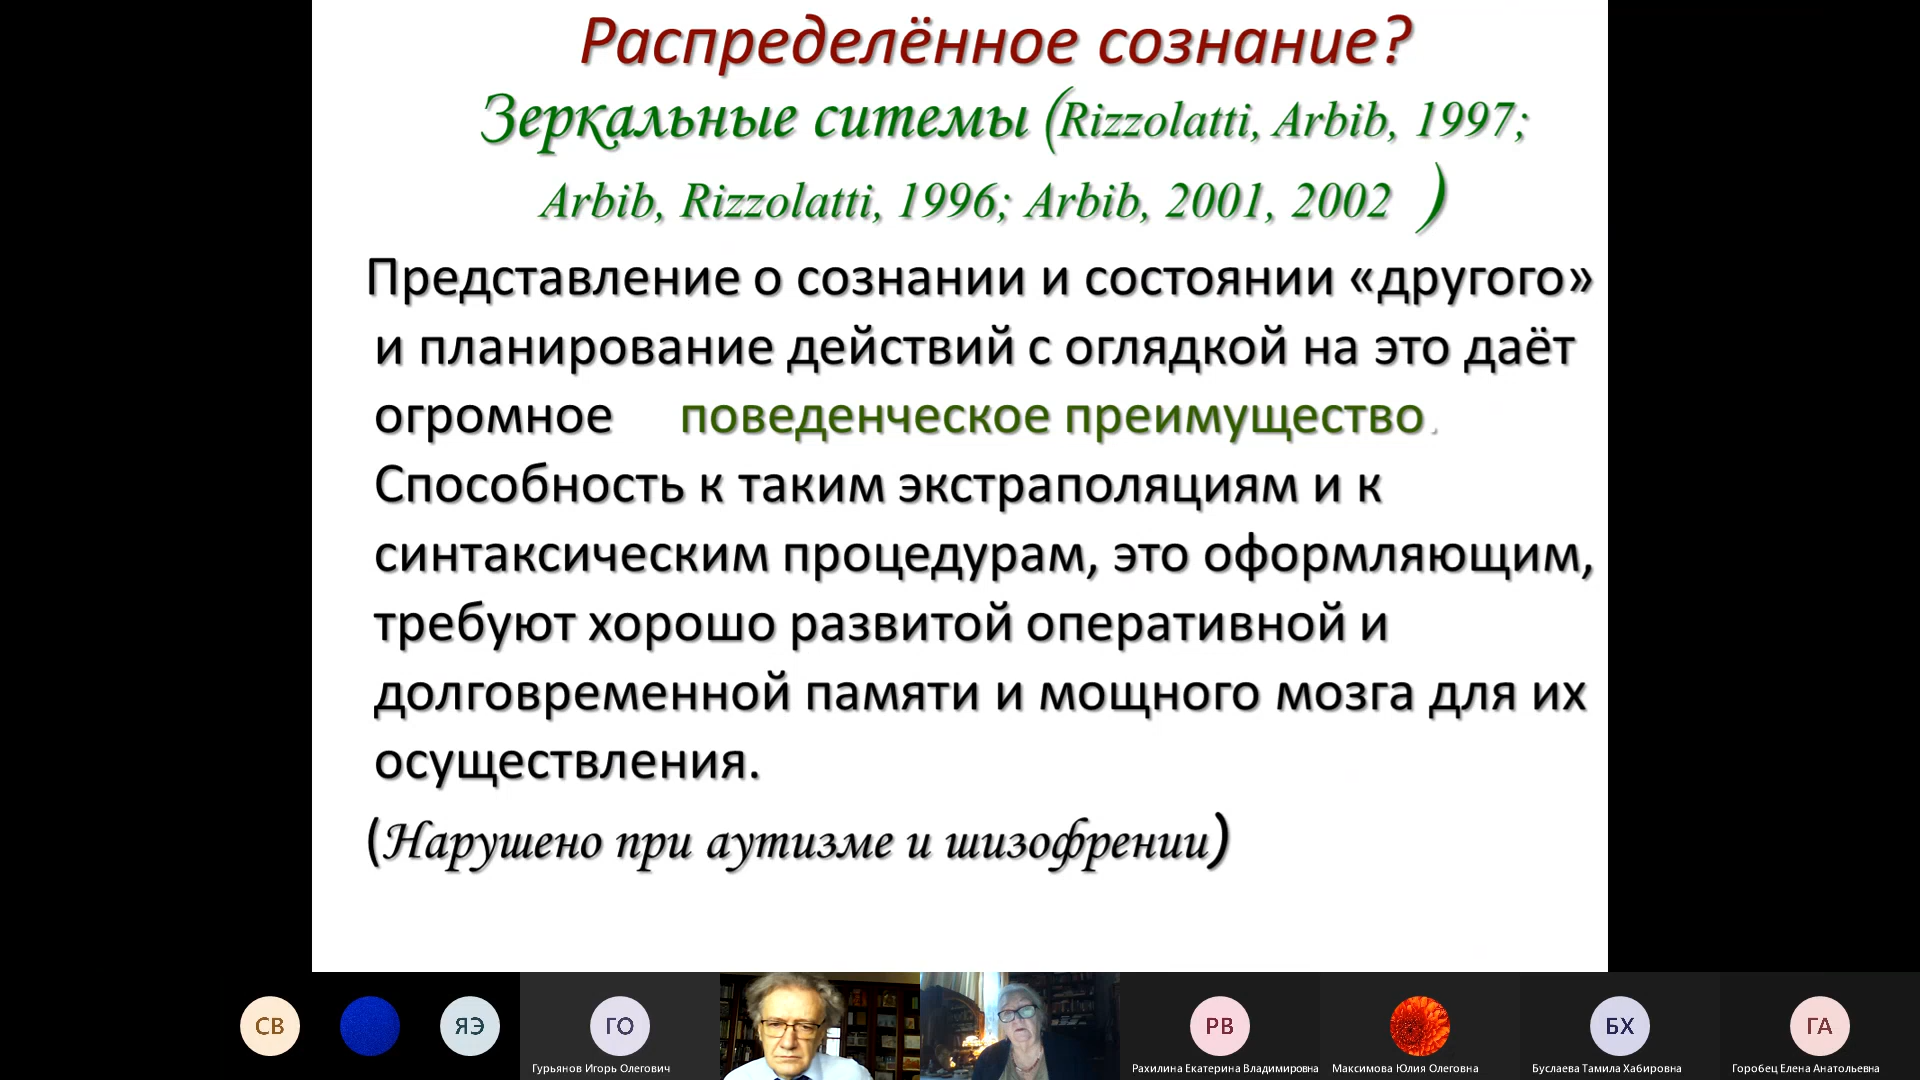 Распределённое сознание?
Зеркальные ситемы (Rizzolatti, Arbib, 1997;
Arbib, Rizzolatti, 1996; Arbib, 2001, 2002 )
Представление о сознании и состоянии «другого»
и планирование действий с оглядкой на это даёт
огромное поведенческое преимущество.
Способность к таким экстраполяциям и к
синтаксическим процедурам, это оформляющим,
требуют хорошо развитой оперативной и
долговременной памяти и мощного мозга для их
осуществления.
(Нарушено при аутизме и шизофрении)
СВ ЯЭ ГО РВ БХ ГА
Гурьянов Игорь Олегович Рахилина Екатерина Владимировна Максимова Юлия Олеговна Буслаева Тамила Хабировна Горобец Елена Анатольевна